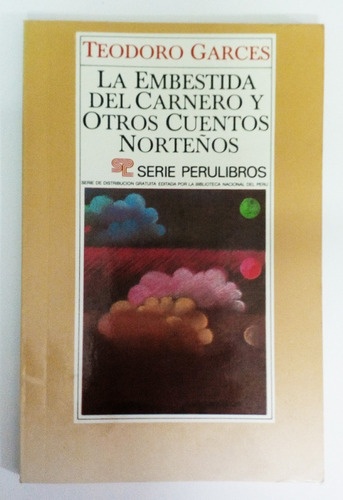 TEODORO GARCES
LA EMBESTIDA
DEL CARNERO Y
OTROS CUENTOS
NORTEÑOS
SPL SERIE PERULIBROS
SERIE DE DISTRIBUCION GRATUITA EDITADA POR LA BIBLIOTECA NACIONAL DEL PERU